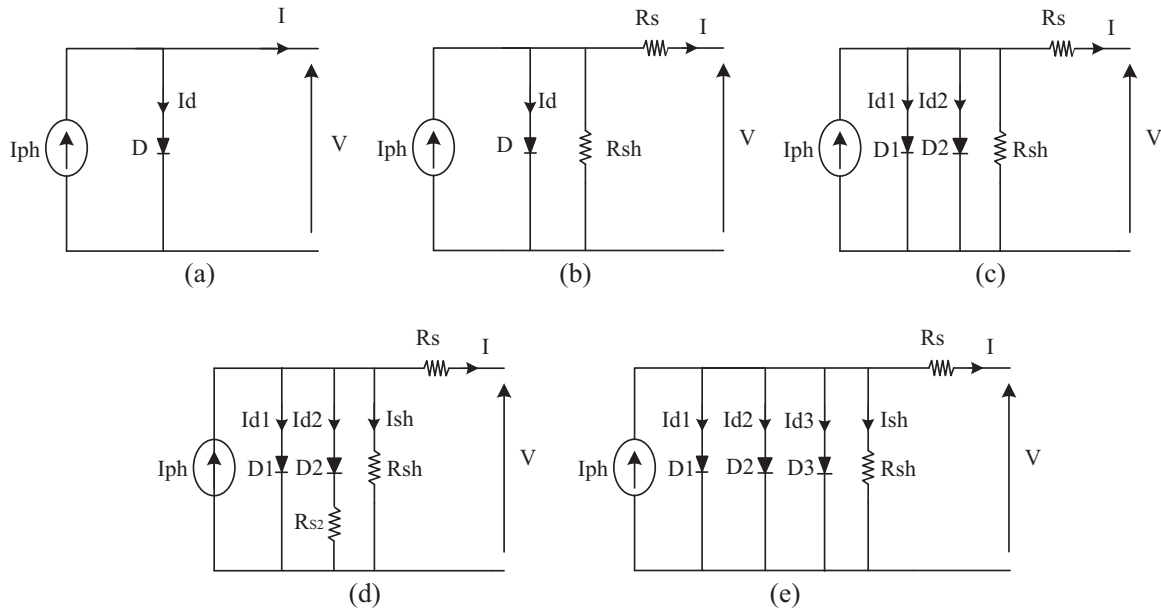 I
Id
Iph
D
V
(a)
Rs
I
Id
Iph
D
Rsh
V
(b)
Rs
I
Id1
Id2
Iph
D1
D2
Rsh
V
(c)
Rs
I
Id1
Id2
Ish
Iph
D1
D2
Rsh
RS2
V
(d)
Rs
I
Id1
Id2
Id3
Ish
Iph
D1
D2
D3
Rsh
V
(e)